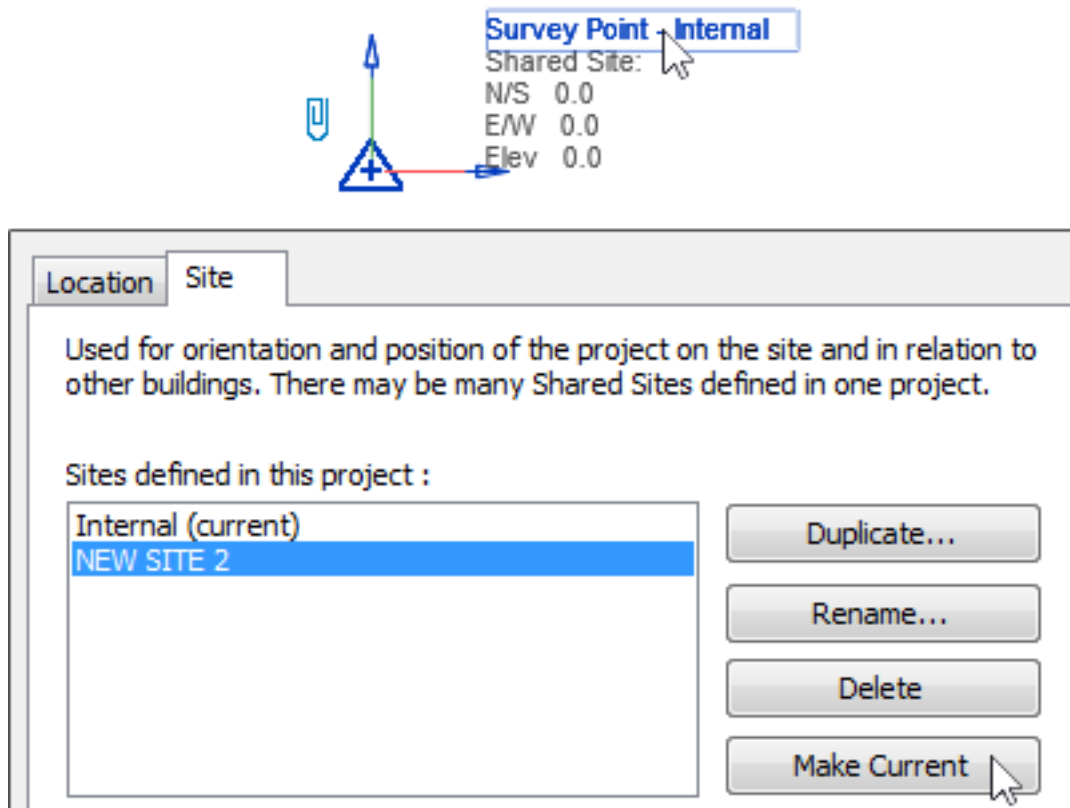 Survey Point - Internal
Shared Site:
N/S 0.0
E/W 0.0
Elev 0.0
Location
Site
Used for orientation and position of the project on the site and in relation to
other buildings. There may be many Shared Sites defined in one project.
Sites defined in this project :
Internal (current)
NEW SITE 2
Duplicate...
Rename...
Delete
Make Current